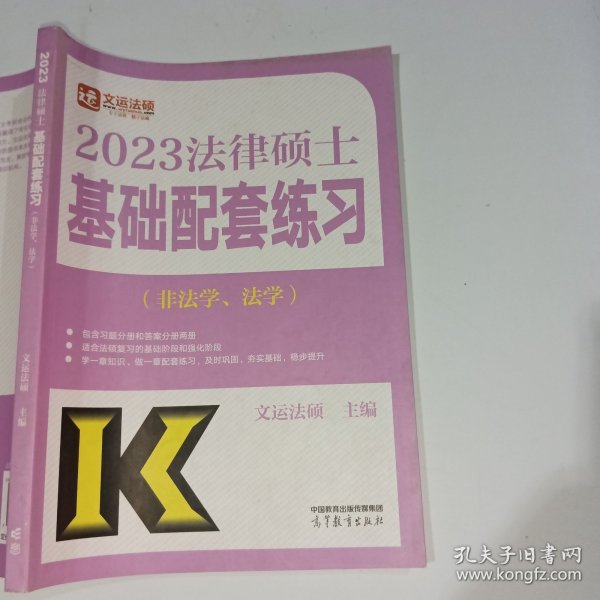 文运法硕
2023法律硕士
基础配套练习
(非法学、法学)
包含习题分册和答案分册两册
适合法硕复习的基础阶段和强化阶段
学一章知识、做一章配套练习,及时巩固,夯实基础,稳步提升
K
文运法硕 主编
中国教育出版传媒集团
高等教育出版社
2023 法律硕士 基础配套练习 (非法学、法学)
文运法硕 主编
孔夫子旧书网
www.kongfz.com